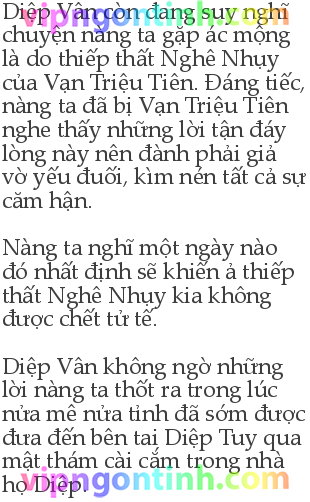 Diệp Vân còn đang suy nghĩ
vipngontinh.com
chuyện nàng ta gặp ác mộng
là do thiếp thất Nghê Nhụy
của Vạn Triệu Tiên. Đáng tiếc,
nàng ta đã bị Vạn Triệu Tiên
nghe thấy những lời tận đáy
lòng này nên đành phải giả
vờ yếu đuối, kìm nén tất cả sự
căm hận.
Nàng ta nghĩ một ngày nào
đó nhất định sẽ khiến ả thiếp
thất Nghê Nhụy kia không
được chết tử tế.
Diệp Vân không ngờ những
lời nàng ta thốt ra trong lúc
nửa mê nửa tỉnh đã sớm được
đưa đến bên tai Diệp Tuy qua
mật thám cài cắm trong nhà
họ Diệp.
vipngontinh.com